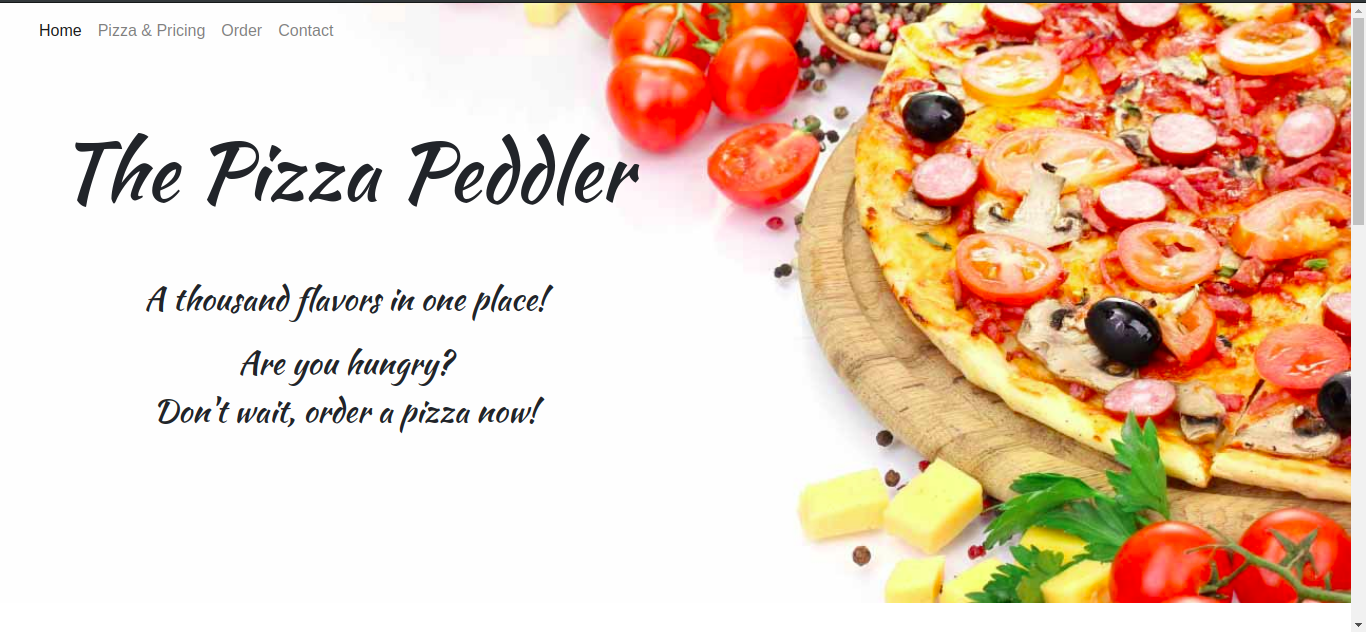 Home Pizza & Pricing Order Contact
The Pizza Peddler
A thousand flavors in one place!
Are you hungry?
Don't wait, order a pizza now!